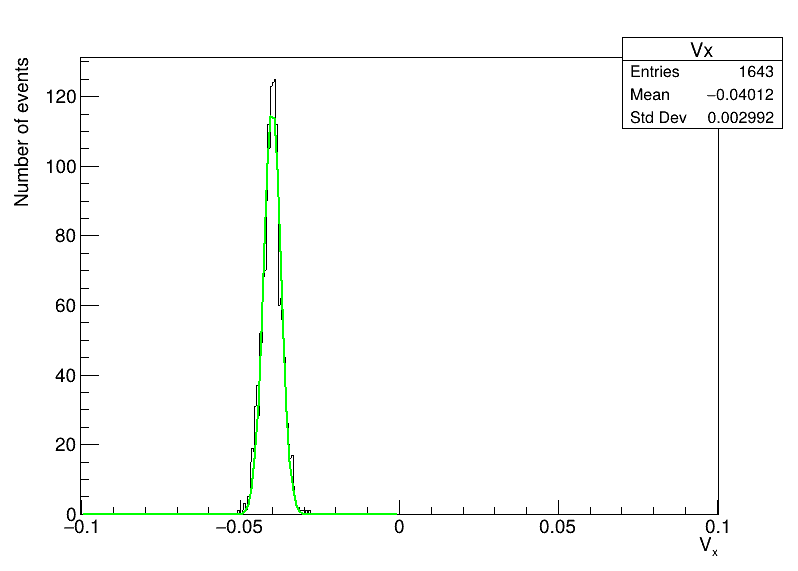 Vx
Entries 1643
Mean −0.04012
Std Dev 0.002992
Number of events
120
100
80
60
40
20
0
−0.1 −0.05 0 0.05 0.1
Vx